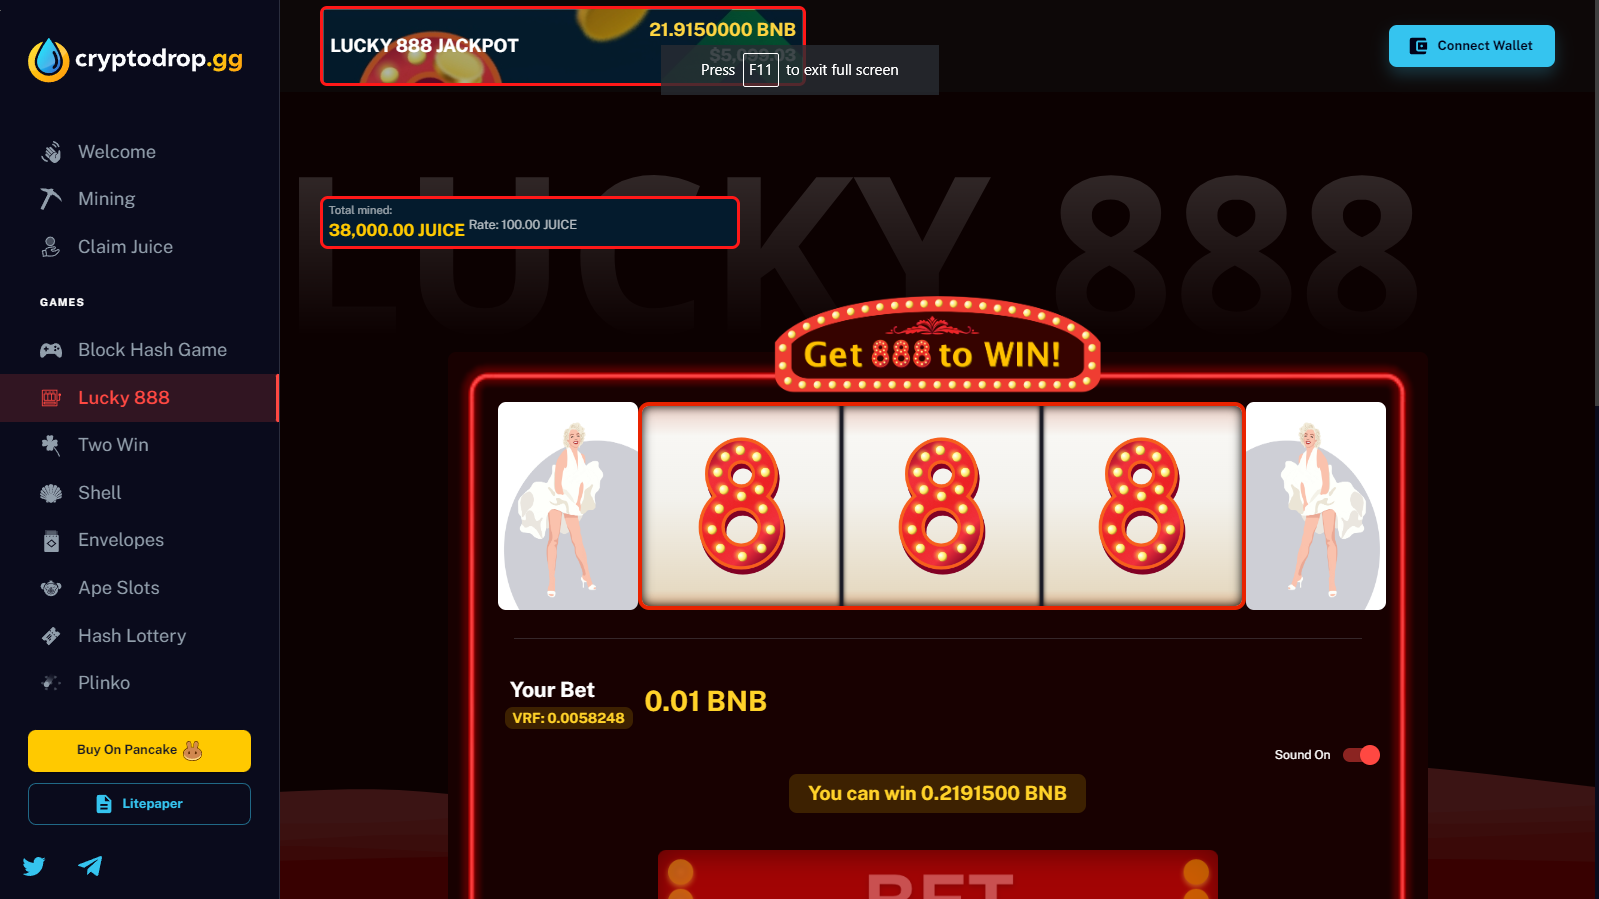 cryptodrop.gg
Welcome
Mining
Claim Juice
GAMES
Block Hash Game
Lucky 888
Two Win
Shell
Envelopes
Ape Slots
Hash Lottery
Plinko
Buy On Pancake
Litepaper
LUCKY 888 JACKPOT
21.9150000 BNB
$5,099.03
Press F11 to exit full screen
Connect Wallet
LUCKY 888
Total mined:
38,000.00 JUICE Rate: 100.00 JUICE
Get 888 to WIN!
8 8 8
Your Bet
VRF: 0.0058248
0.01 BNB
Sound On
You can win 0.2191500 BNB
BET